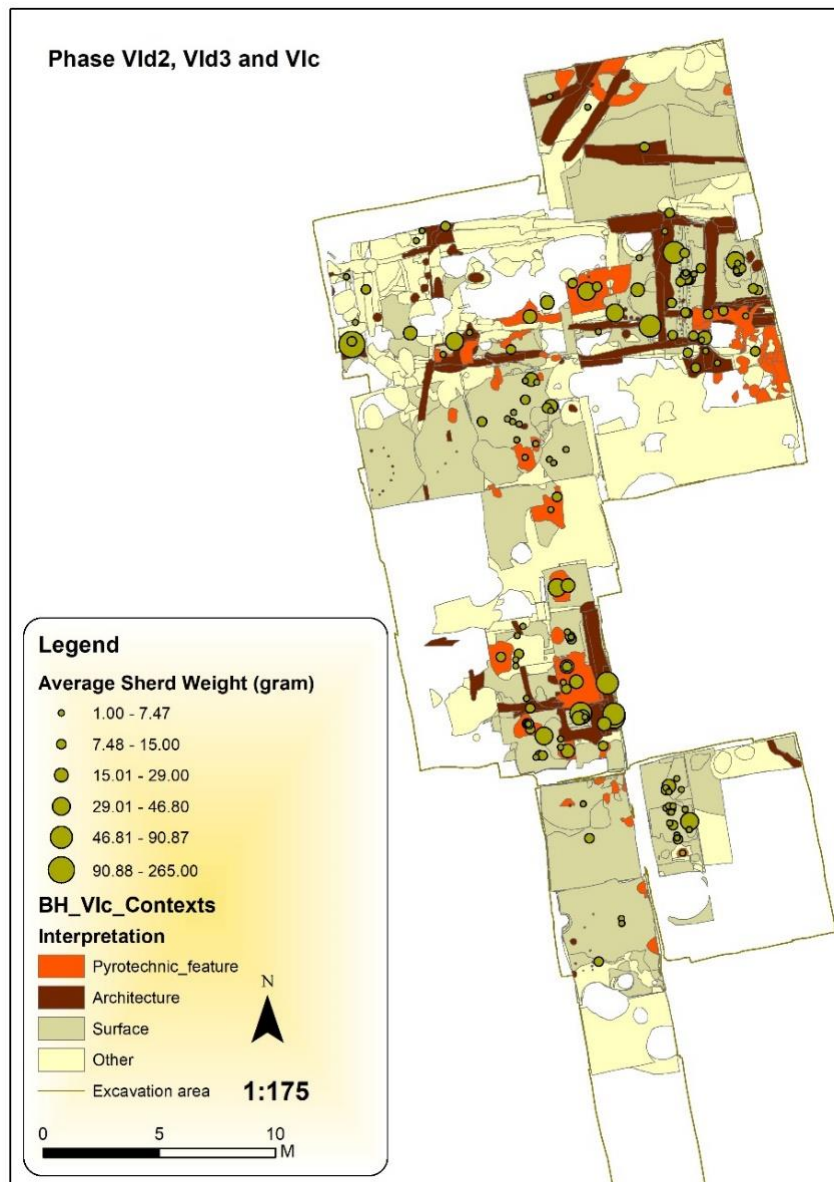 Phase VId2, VId3 and VIc
Legend
Average Sherd Weight (gram)
1.00 - 7.47
7.48 - 15.00
15.01 - 29.00
29.01 - 46.80
46.81 - 90.87
90.88 - 265.00
BH_VIc_Contexts
Interpretation
Pyrotechnic_feature
Architecture
Surface
Other
Excavation area
N
1:175
0 5 10
M